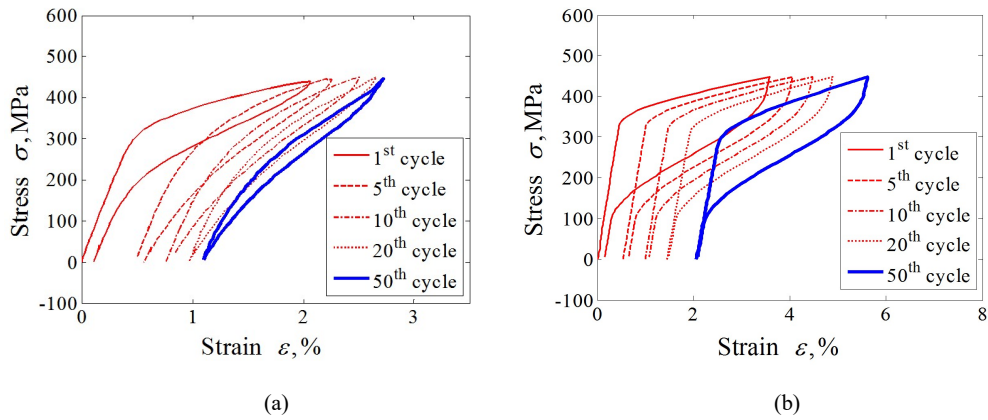 600
500
400
300
200
100
0
-100
0
1
2
3
Stress σ, MPa
Strain ε, %
1st cycle
5th cycle
10th cycle
20th cycle
50th cycle
(a)
600
500
400
300
200
100
0
-100
0
2
4
6
8
Stress σ, MPa
Strain ε, %
1st cycle
5th cycle
10th cycle
20th cycle
50th cycle
(b)